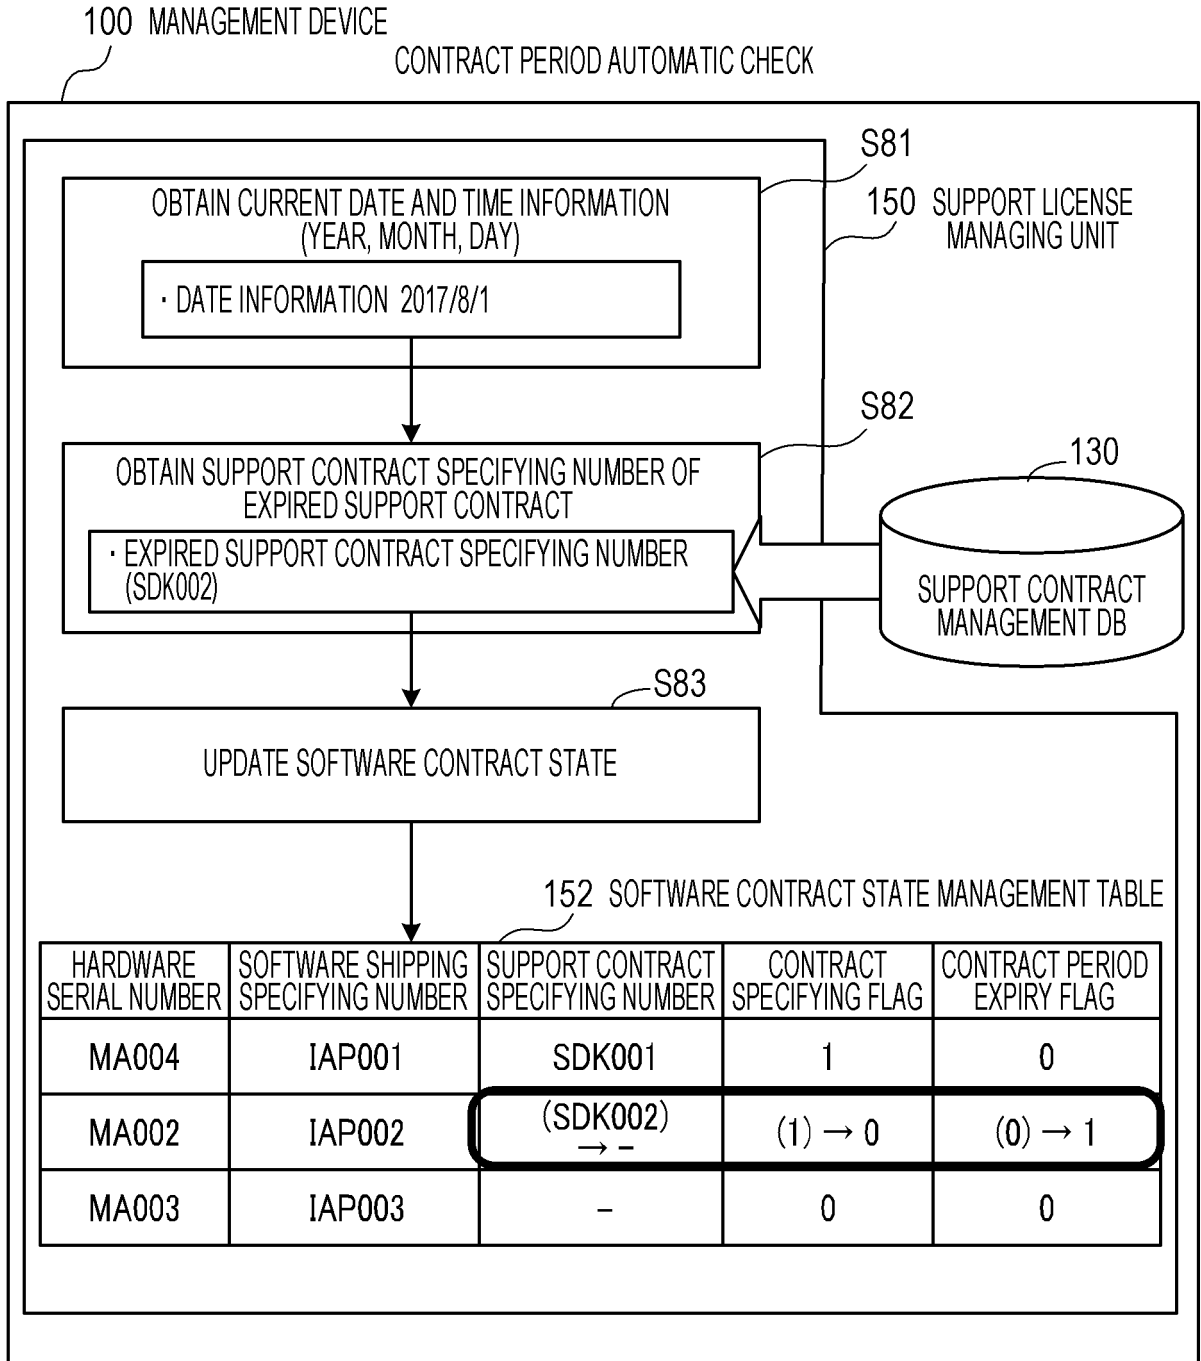 100 MANAGEMENT DEVICE
CONTRACT PERIOD AUTOMATIC CHECK
S81
OBTAIN CURRENT DATE AND TIME INFORMATION
(YEAR, MONTH, DAY)
· DATE INFORMATION 2017/8/1
150 SUPPORT LICENSE
MANAGING UNIT
S82
OBTAIN SUPPORT CONTRACT SPECIFYING NUMBER OF
EXPIRED SUPPORT CONTRACT
· EXPIRED SUPPORT CONTRACT SPECIFYING NUMBER
(SDK002)
130
SUPPORT CONTRACT
MANAGEMENT DB
S83
UPDATE SOFTWARE CONTRACT STATE
152 SOFTWARE CONTRACT STATE MANAGEMENT TABLE
HARDWARE SERIAL NUMBER SOFTWARE SHIPPING SPECIFYING NUMBER SUPPORT CONTRACT SPECIFYING NUMBER CONTRACT SPECIFYING FLAG CONTRACT PERIOD EXPIRY FLAG
MA004 IAP001 SDK001 1 0
MA002 IAP002 (SDK002) → – (1) → 0 (0) → 1
MA003 IAP003 – 0 0